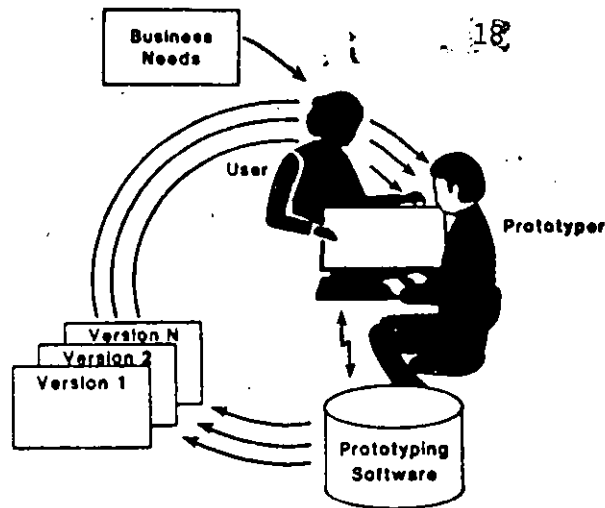 18
Business
Needs
User
Prototyper
Version N
Version 2
Version 1
Prototyping
Software